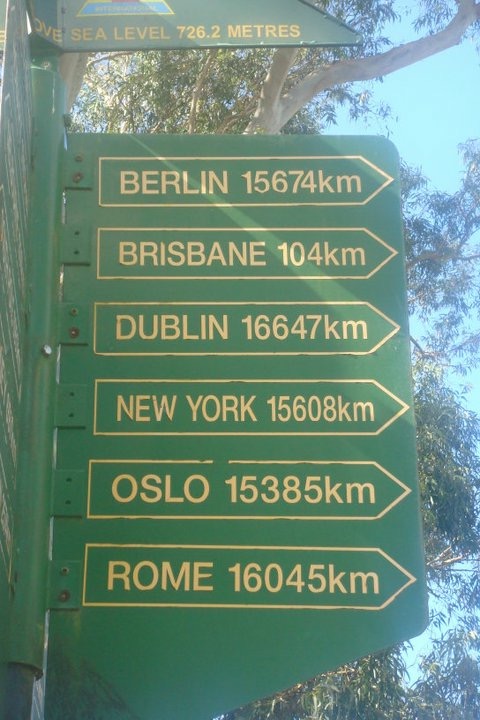 OVE SEA LEVEL 726.2 METRES
BERLIN 15674km
BRISBANE 104km
DUBLIN 16647km
NEW YORK 15608km
OSLO 15385km
ROME 16045km